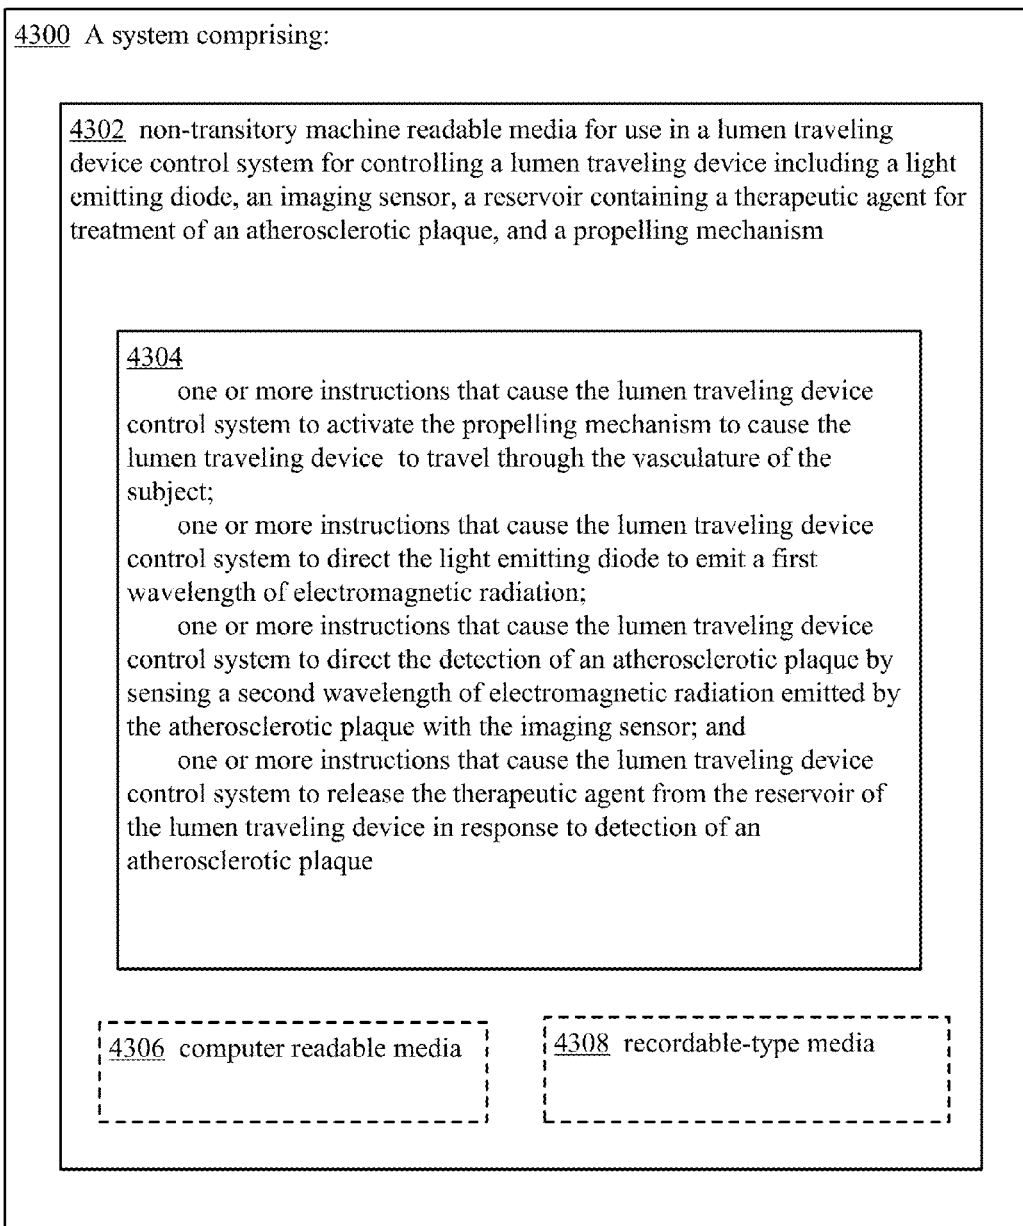 4300 A system comprising:
4302 non-transitory machine readable media for use in a lumen traveling
device control system for controlling a lumen traveling device including a light
emitting diode, an imaging sensor, a reservoir containing a therapeutic agent for
treatment of an atherosclerotic plaque, and a propelling mechanism
4304
one or more instructions that cause the lumen traveling device
control system to activate the propelling mechanism to cause the
lumen traveling device to travel through the vasculature of the
subject;
one or more instructions that cause the lumen traveling device
control system to direct the light emitting diode to emit a first
wavelength of electromagnetic radiation;
one or more instructions that cause the lumen traveling device
control system to direct the detection of an atherosclerotic plaque by
sensing a second wavelength of electromagnetic radiation emitted by
the atherosclerotic plaque with the imaging sensor; and
one or more instructions that cause the lumen traveling device
control system to release the therapeutic agent from the reservoir of
the lumen traveling device in response to detection of an
atherosclerotic plaque
4306 computer readable media
4308 recordable-type media